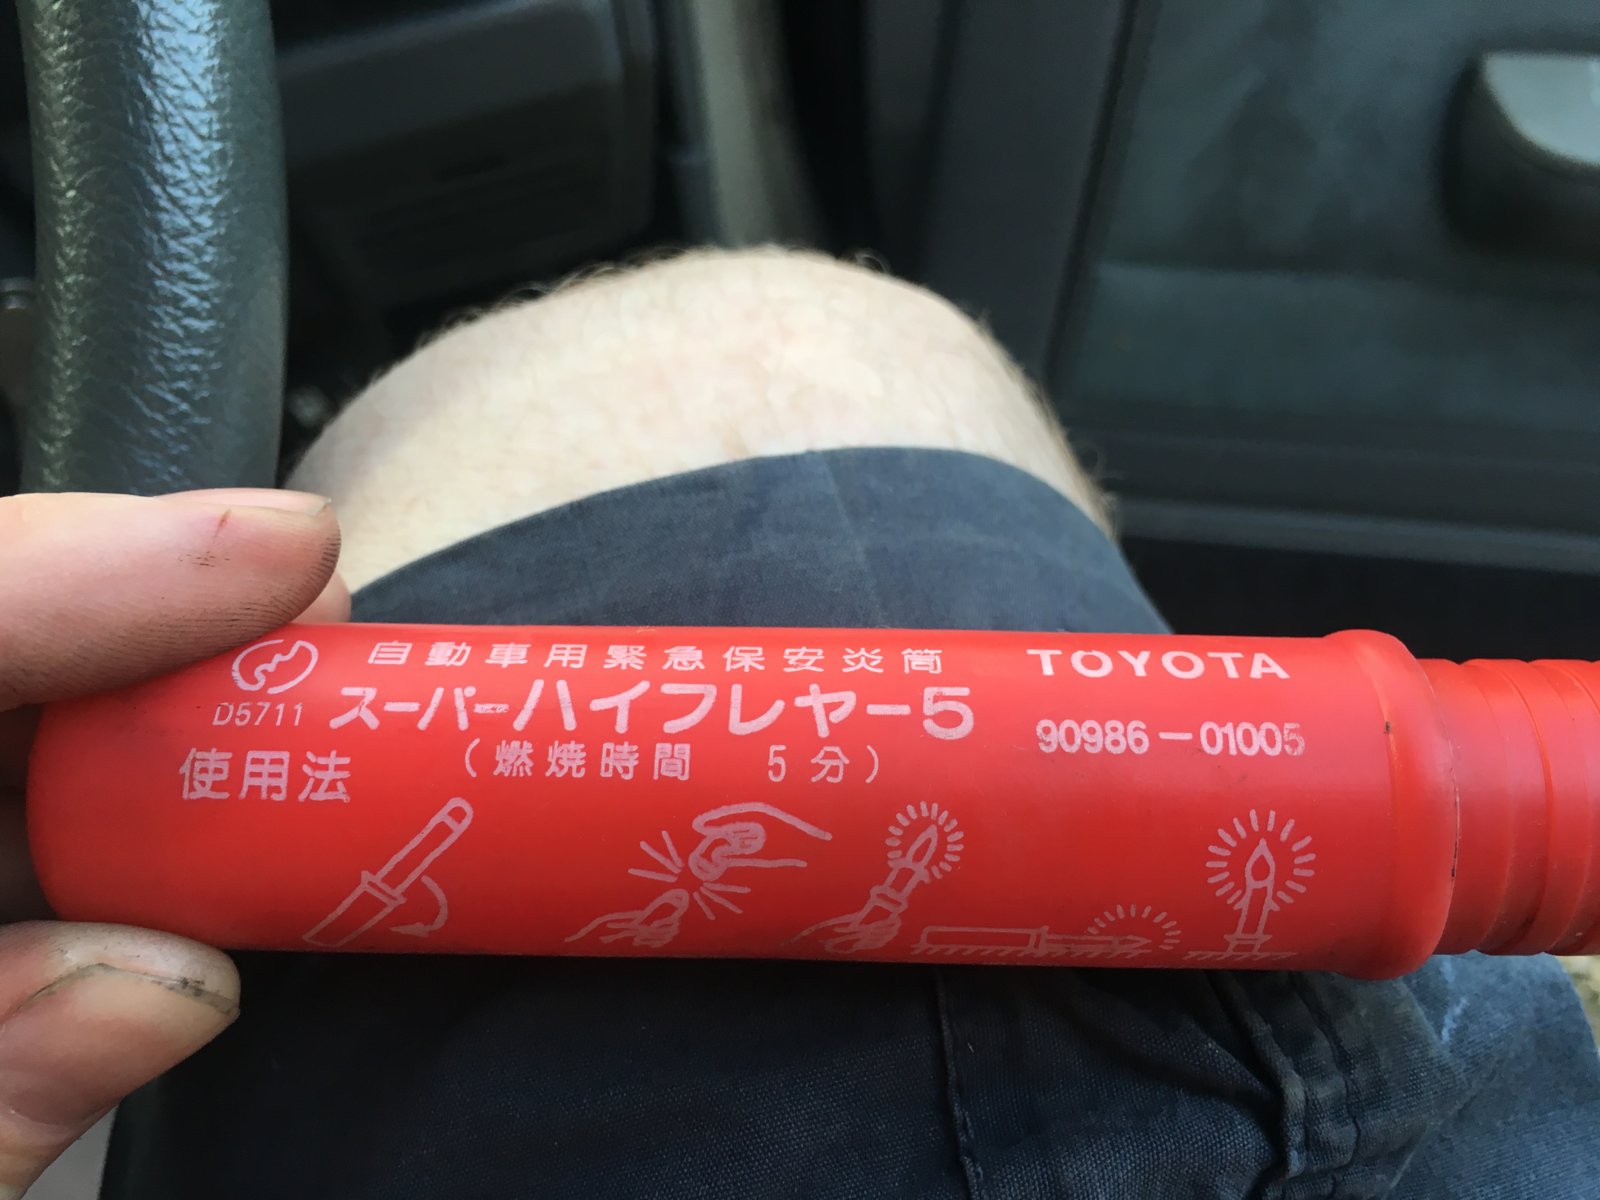 自動車用緊急保安炎筒
スーパーハイフレヤー5
(燃焼時間 5分)
D5711
使用法
TOYOTA
90986-01005